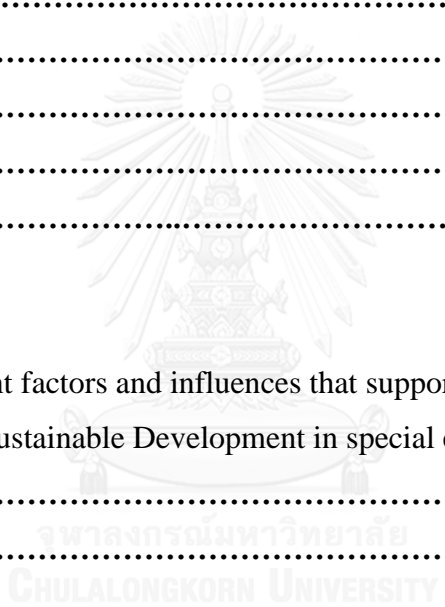 nt factors and influences that suppor
ustainable Development in special
จุฬาลงกรณ์มหาวิทยาลัย
CHULALONGKORN UNIVERSITY